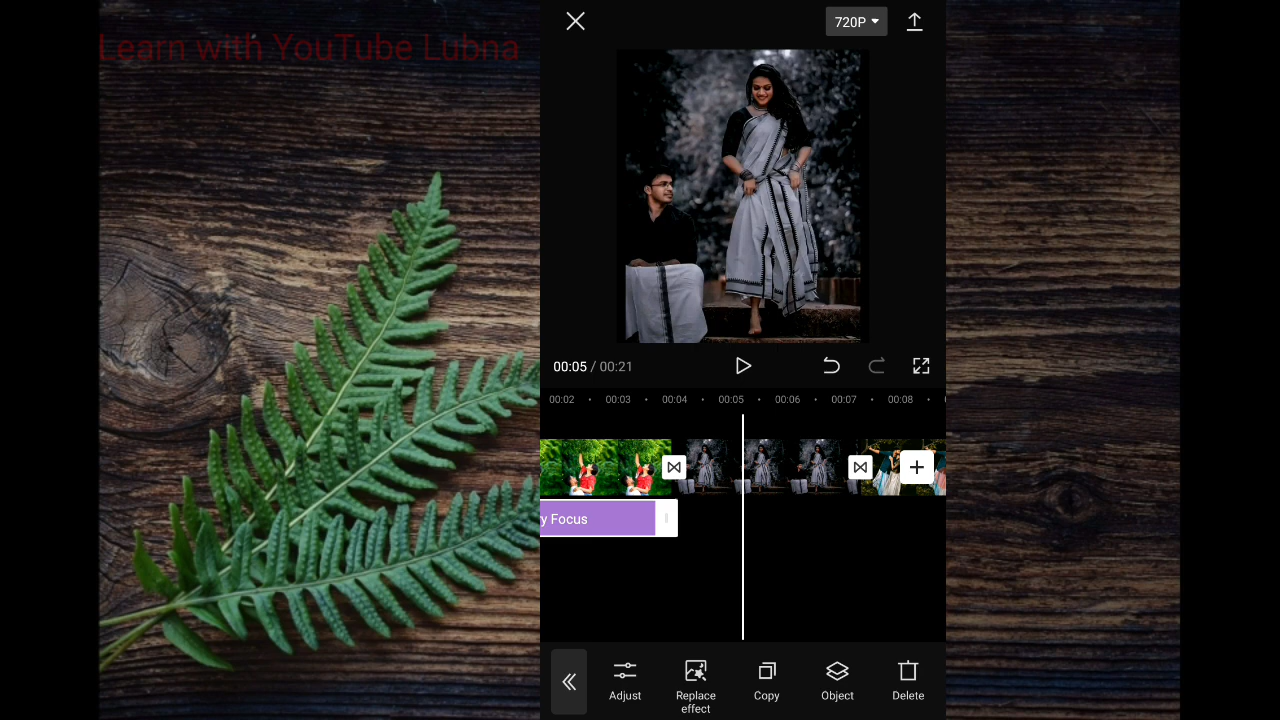 Learn with YouTube Lubna
720P
00:05 / 00:21
00:02 00:03 00:04 00:05 00:06 00:07 00:08
y Focus
Adjust
Replace
effect
Copy
Object
Delete